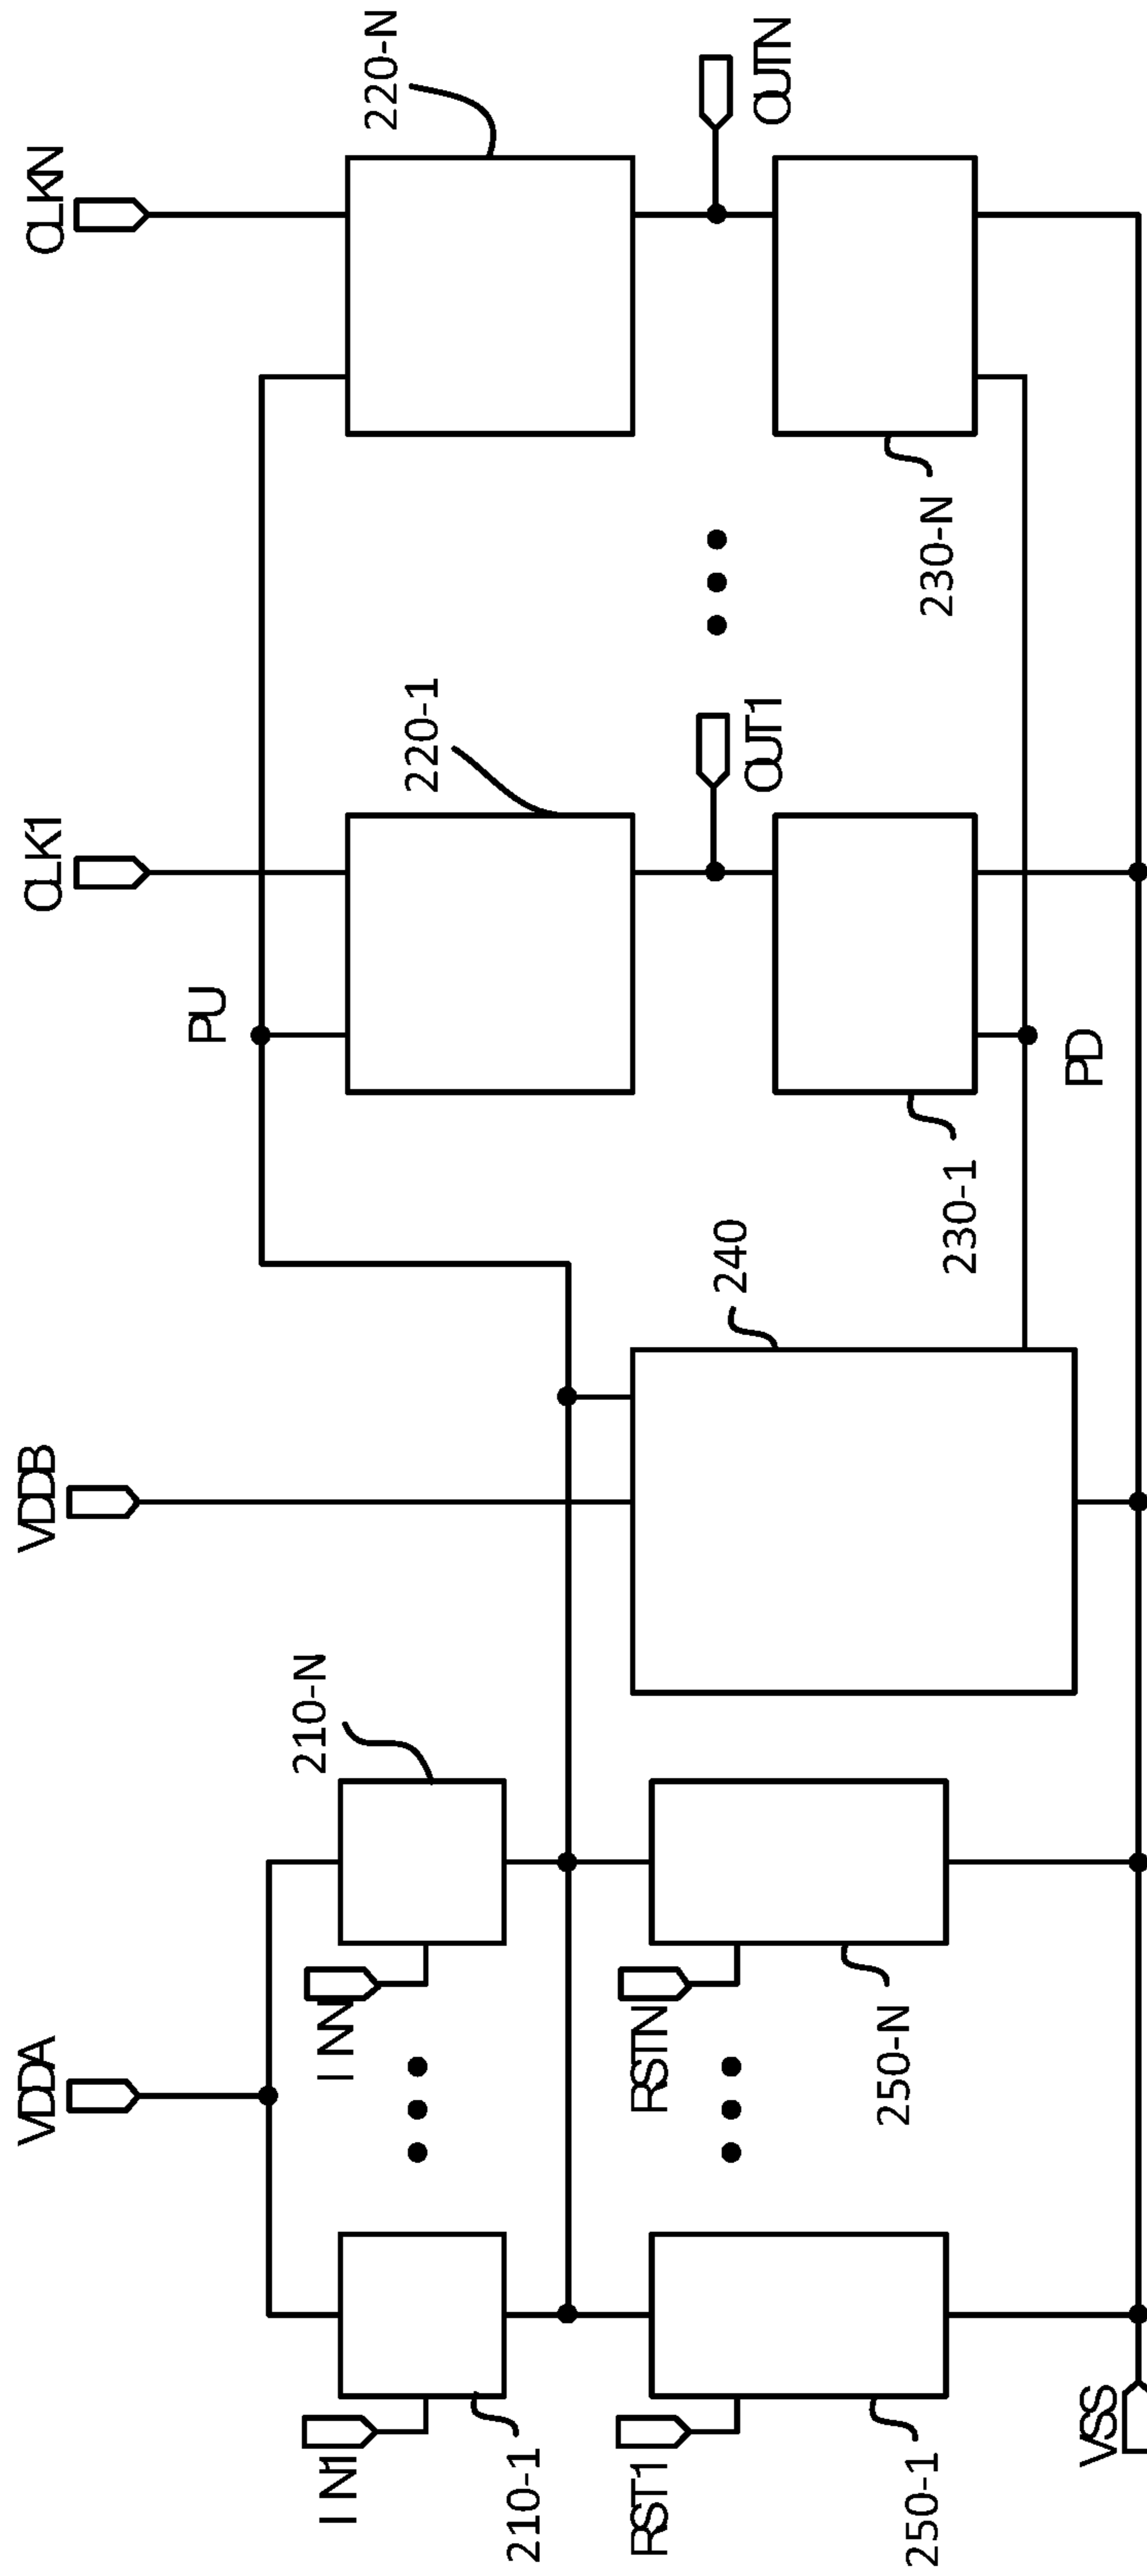 VDDA
VDDB
CLK1
CLKN
PU
210-N
IN1
INN
220-1
220-N
210-1
RST1
RSTN
240
OUT1
OUTN
250-1
250-N
230-1
230-N
PD
VSS